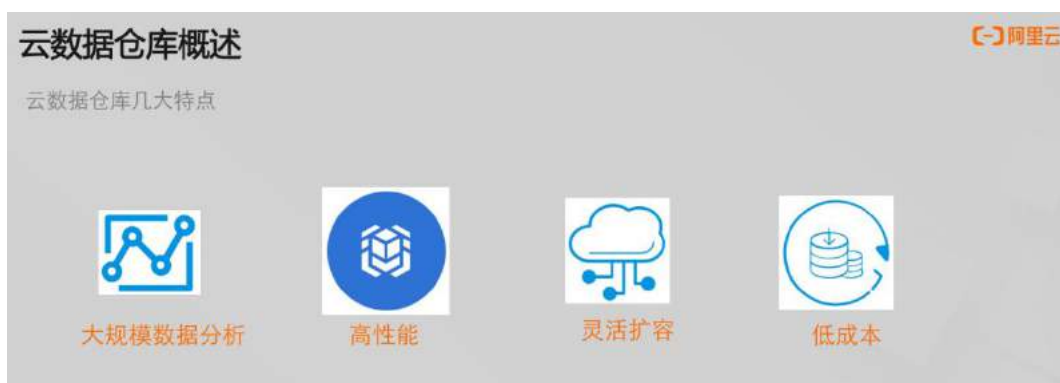 云数据仓库概述
阿里云
云数据仓库几大特点
大规模数据分析
高性能
灵活扩容
低成本